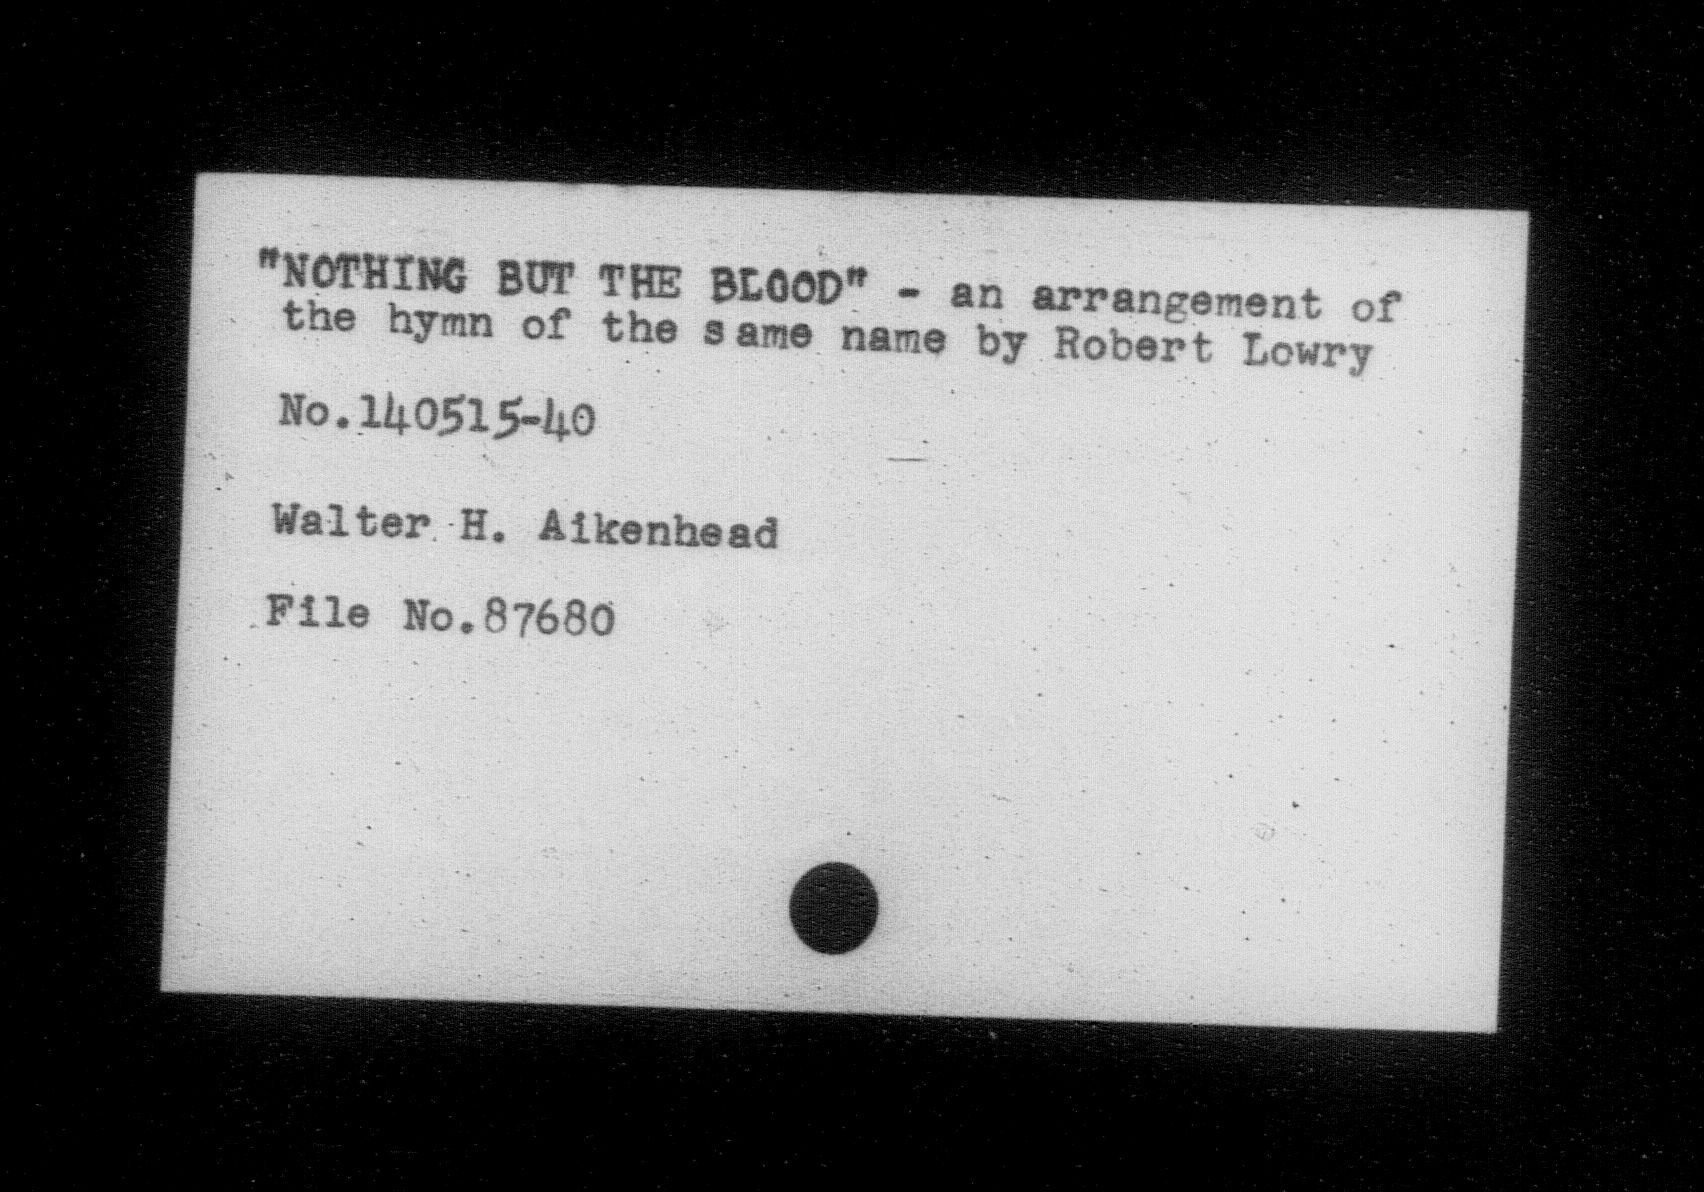 "NOTHING BUT THE BLOOD" - an arrangement of
the hymn of the same name by Robert Lowry
No.140515-40
Walter H. Aikenhead
File No.87680